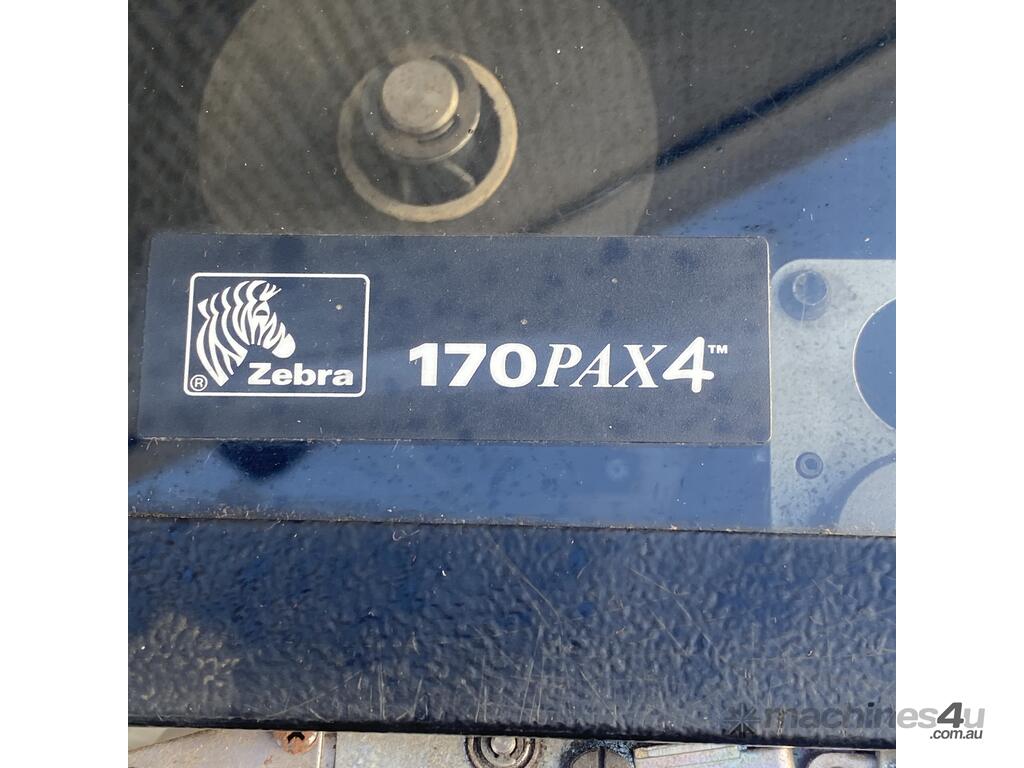 ® Zebra
170PAX4™
machines4u
.com.au